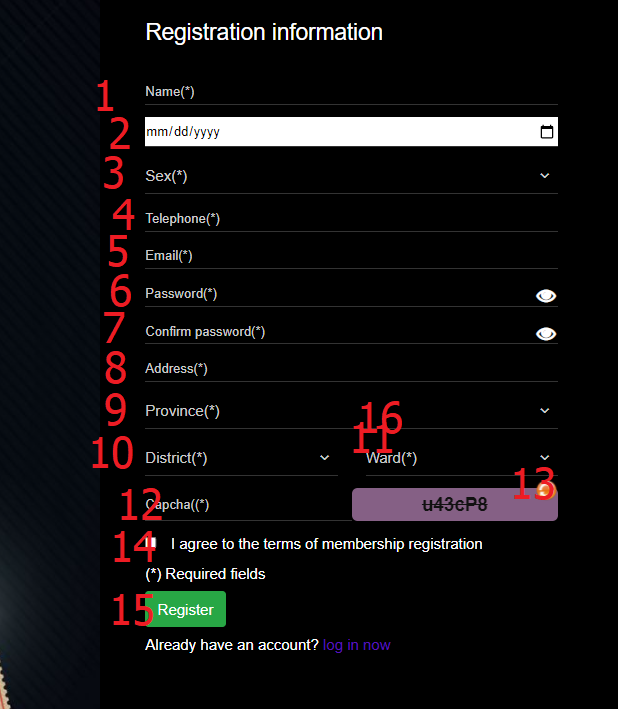 Registration information
1 Name(*)
2 mm/dd/yyyy
3 Sex(*)
4 Telephone(*)
5 Email(*)
6 Password(*)
7 Confirm password(*)
8 Address(*)
9 Province(*) 16
10 District(*) 11 Ward(*)
12 Capcha((*) u43cP8 13
14 I agree to the terms of membership registration
(*) Required fields
15 Register
Already have an account? log in now